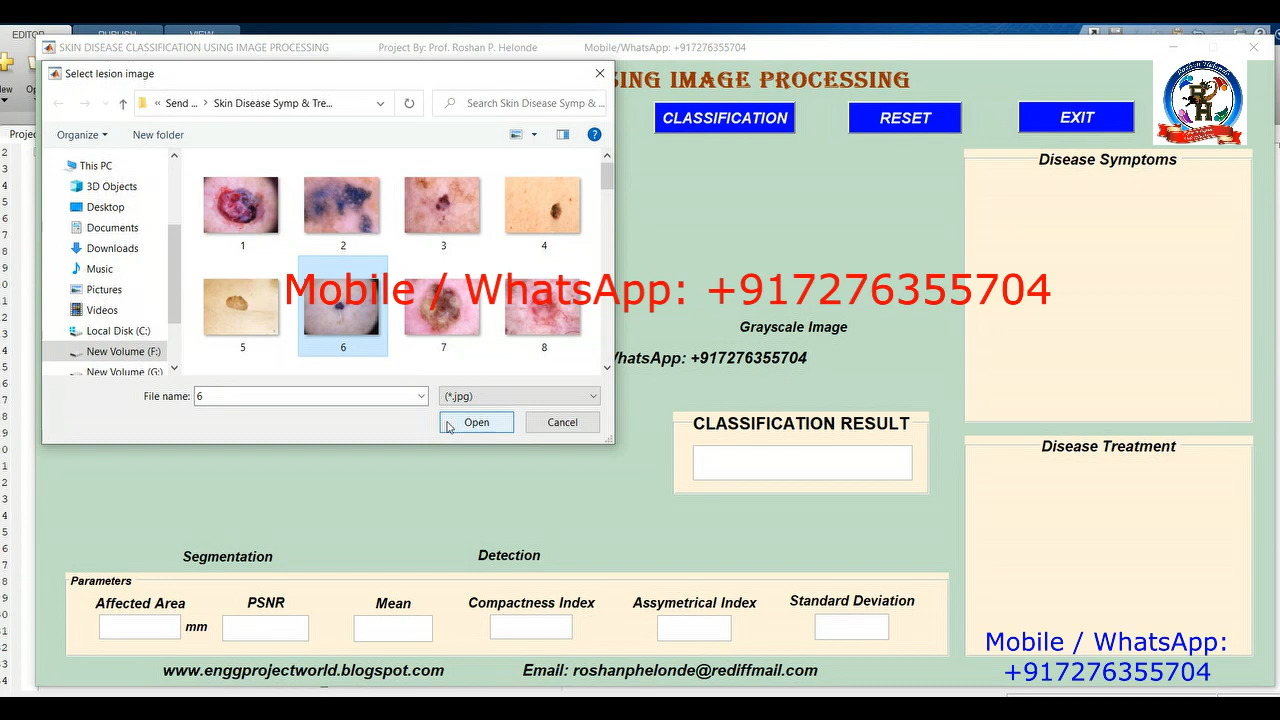 EDITOR
PUBLISH
VIEW
SKIN DISEASE CLASSIFICATION USING IMAGE PROCESSING
Project By: Prof. Roshan P. Helonde
Mobile/WhatsApp: +917276355704
Select lesion image
SING IMAGE PROCESSING
« Send ... > Skin Disease Symp & Tre...
Search Skin Disease Symp & ...
CLASSIFICATION
RESET
EXIT
Organize
New folder
Disease Symptoms
This PC
3D Objects
Desktop
Documents
Downloads
Music
Pictures
Videos
Local Disk (C:)
New Volume (F:)
New Volume (G:)
1
2
3
4
5
6
7
8
Mobile / WhatsApp: +917276355704
Grayscale Image
hatsApp: +917276355704
File name:
6
(*.jpg)
Open
Cancel
CLASSIFICATION RESULT
Disease Treatment
Segmentation
Detection
Parameters
Affected Area
PSNR
Mean
Compactness Index
Assymetrical Index
Standard Deviation
mm
www.enggprojectworld.blogspot.com
Email: roshanphelonde@rediffmail.com
Mobile / WhatsApp:
+917276355704